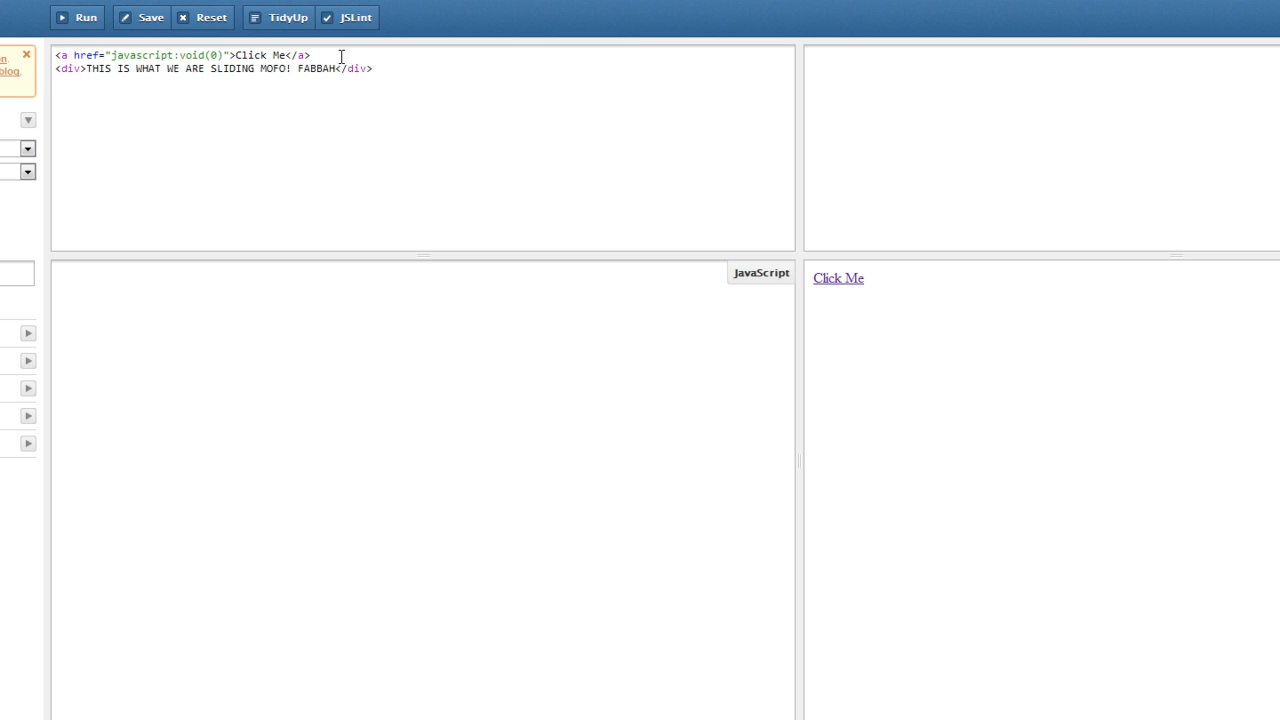 Run Save Reset TidyUp JSLint
n.
blog.
<a href="javascript:void(0)">Click Me</a>
<div>THIS IS WHAT WE ARE SLIDING MOFO! FABBAH</div>
JavaScript
Click Me